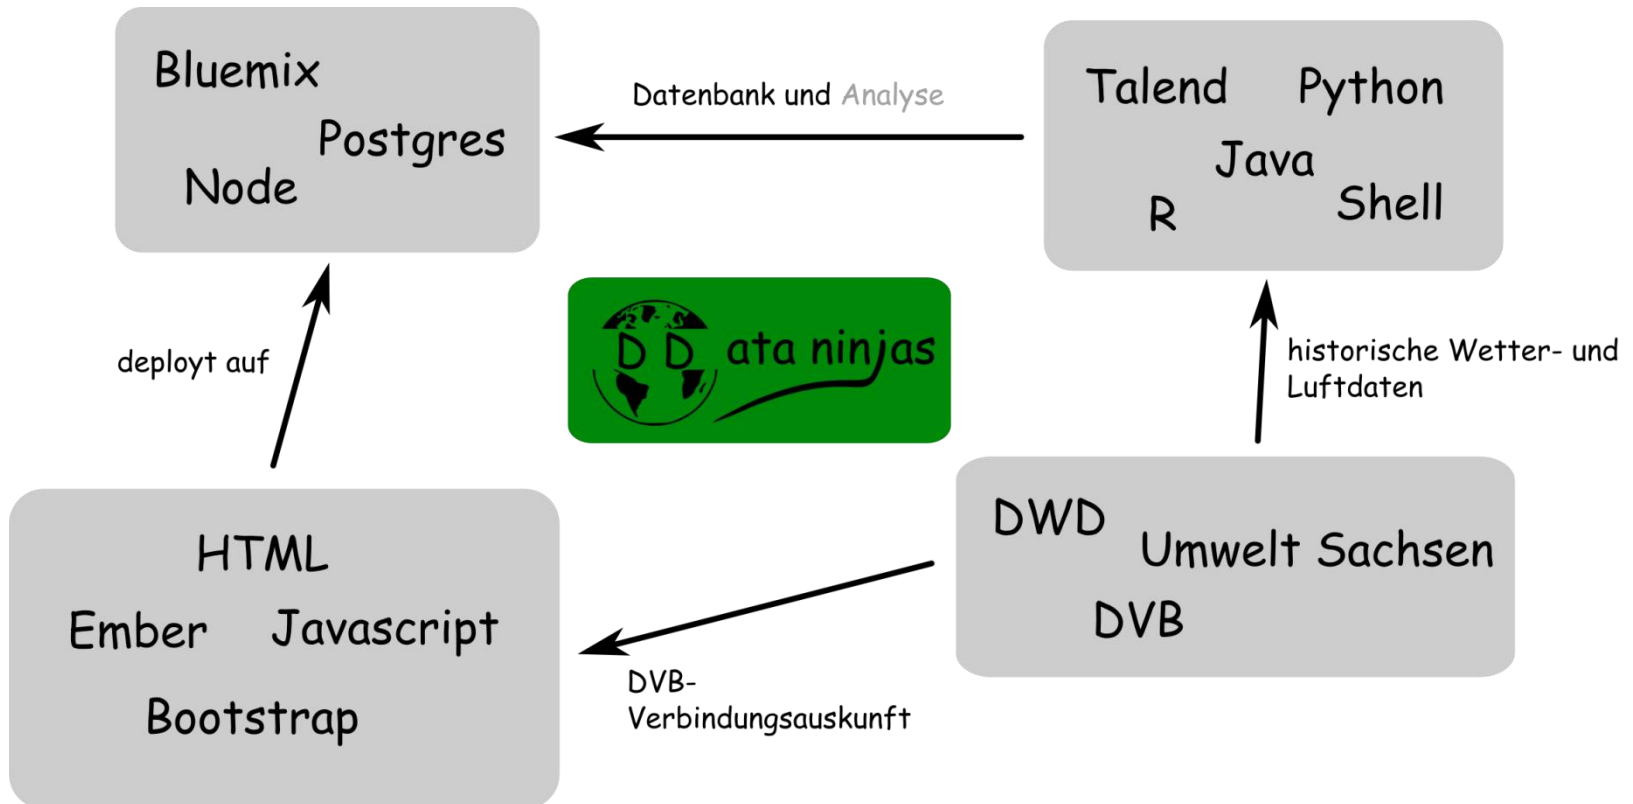 Bluemix
Postgres
Node
Datenbank und Analyse
Talend Python
Java
Shell
R
deployt auf
D D ata ninjas
historische Wetter- und
Luftdaten
HTML
Ember Javascript
Bootstrap
DVB-
Verbindungsauskunft
DWD
Umwelt Sachsen
DVB